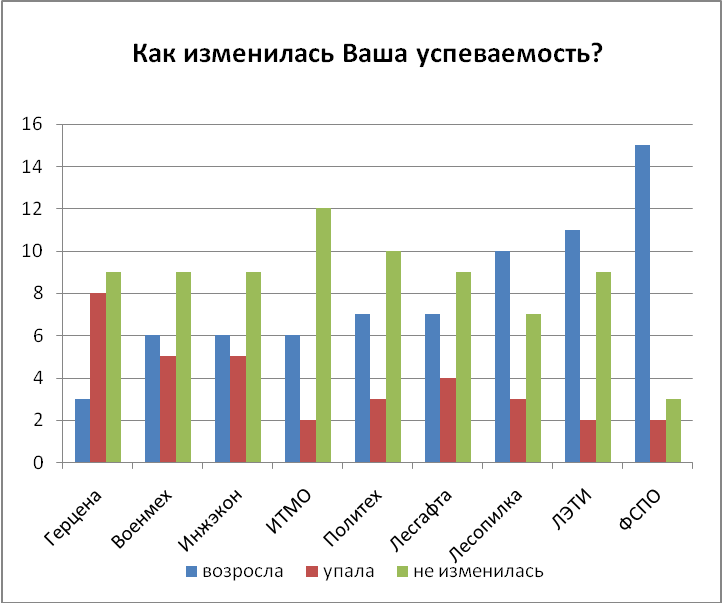 Как изменилась Ваша успеваемость?
16
14
12
10
8
6
4
2
0
Герцена
Военмех
Инжэкон
ИТМО
Политех
Лесгафта
Лесопилка
ЛЭТИ
ФСПО
возросла упала не изменилась